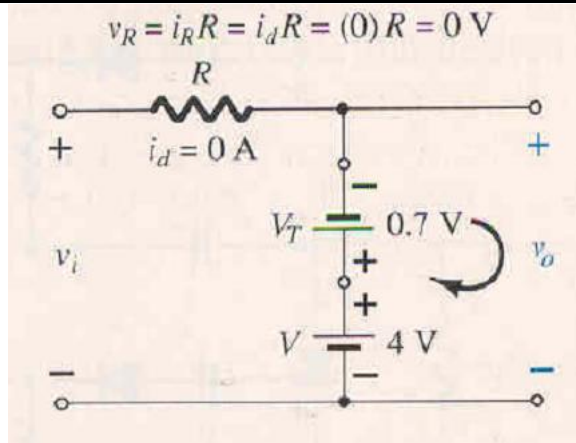 v_R = i_R R = i_d R = (0) R = 0 V
R
+ i_d = 0 A +
−
V_T 0.7 V
v_i + v_o
+
V 4 V
− − −